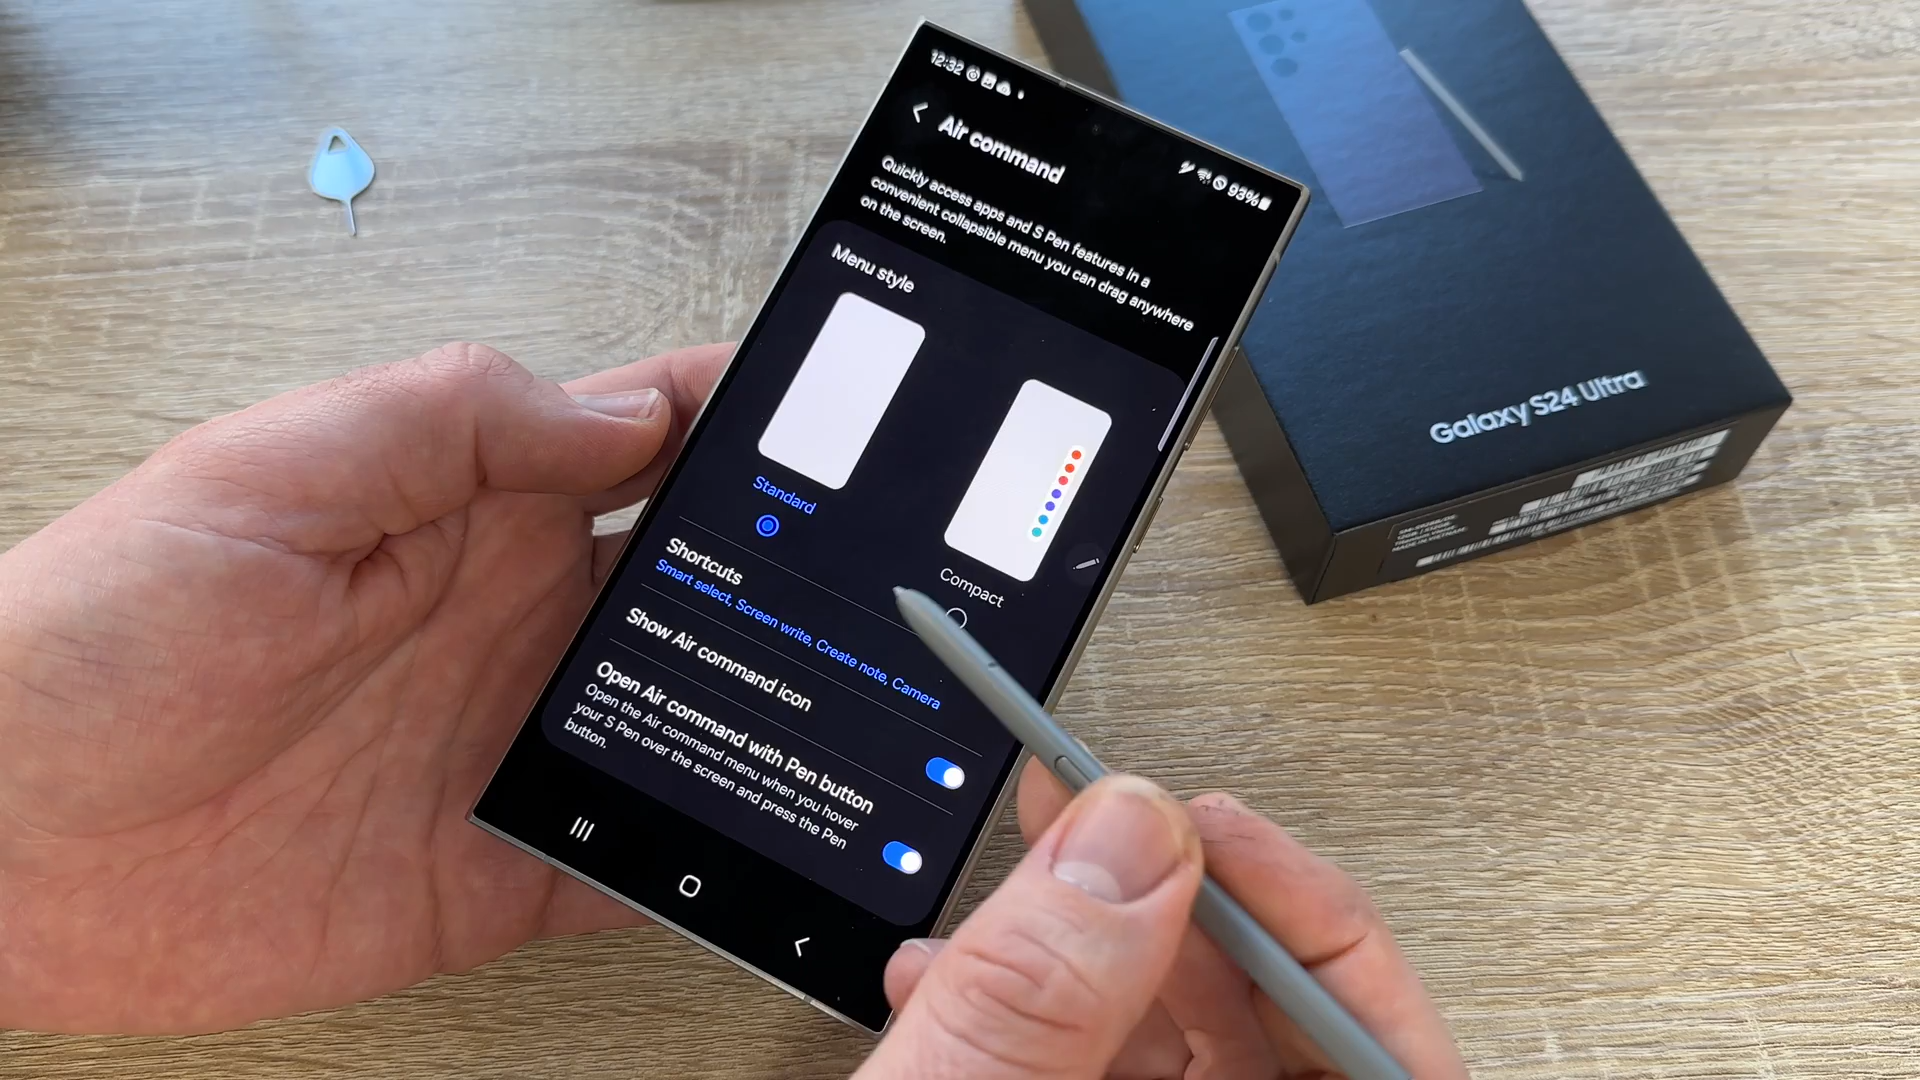 12:32
93%
Air command
Quickly access apps and S Pen features in a
convenient collapsible menu you can drag anywhere
on the screen.
Menu style
Standard
Compact
Shortcuts
Smart select, Screen write, Create note, Camera
Show Air command icon
Open Air command with Pen button
Open the Air command menu when you hover
your S Pen over the screen and press the Pen
button.
Galaxy S24 Ultra
MADE IN VIETNAM